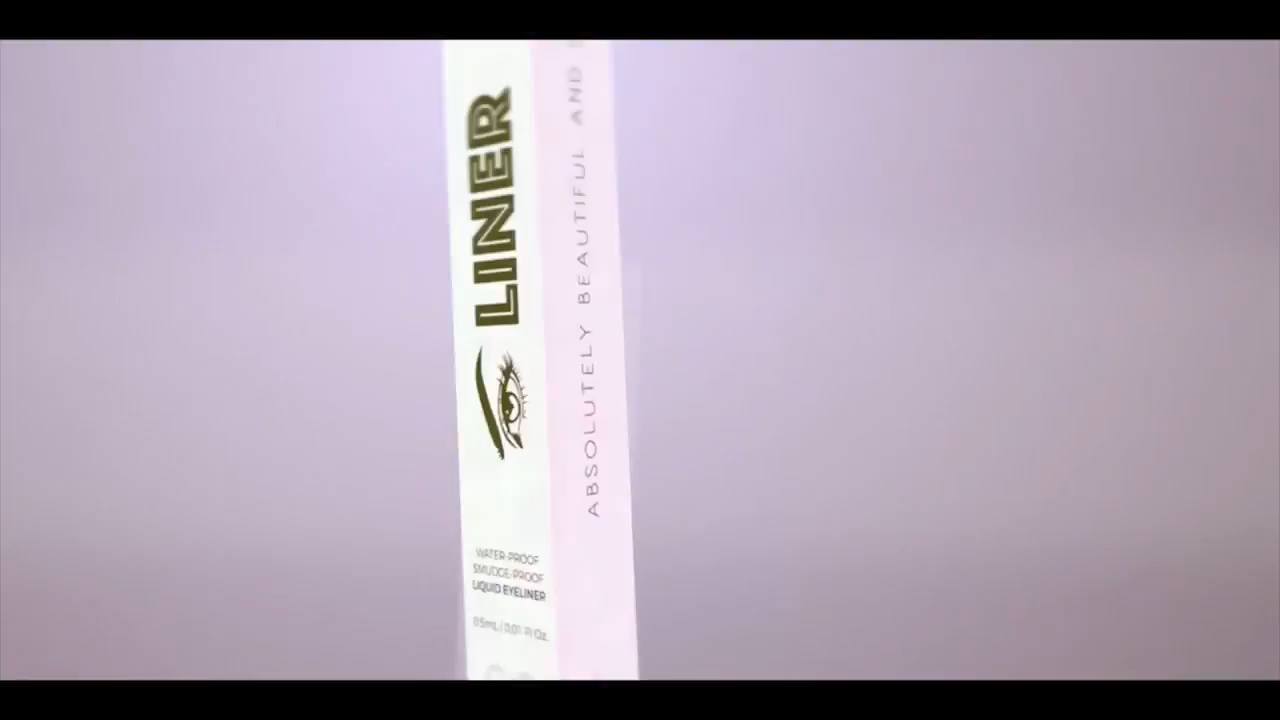 LINER
WATER-PROOF
SMUDGE-PROOF
LIQUID EYELINER
ABSOLUTELY BEAUTIFUL AND